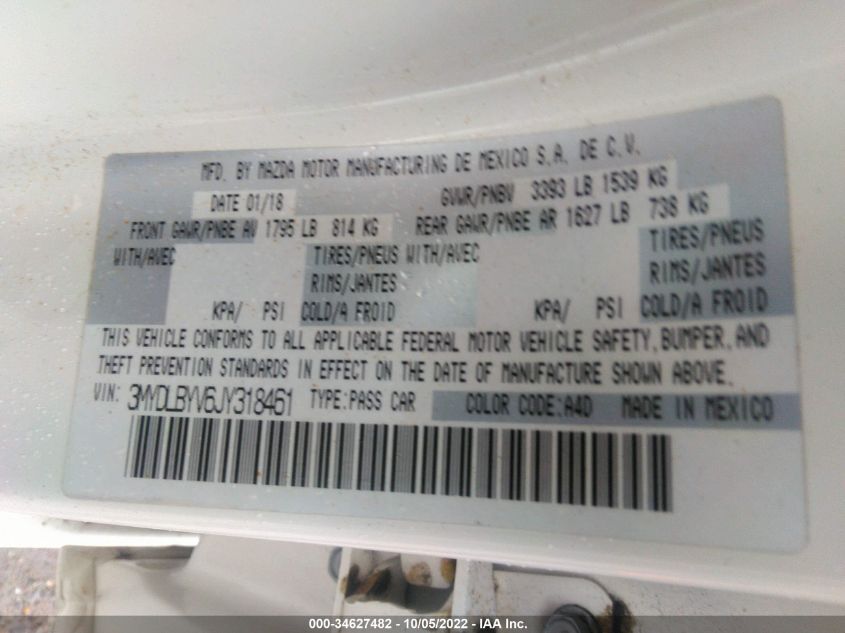 MFD. BY MAZDA MOTOR MANUFACTURING DE MEXICO S.A. DE C.V.
DATE 01/18 GVWR/PNBV 3393 LB 1539 KG
FRONT GAWR/PNBE AV 1795 LB 814 KG REAR GAWR/PNBE AR 1627 LB 738 KG
WITH/AVEC TIRES/PNEUS WITH/AVEC TIRES/PNEUS
RIMS/JANTES RIMS/JANTES
KPA/ PSI COLD/A FROID KPA/ PSI COLD/A FROID
THIS VEHICLE CONFORMS TO ALL APPLICABLE FEDERAL MOTOR VEHICLE SAFETY, BUMPER, AND
THEFT PREVENTION STANDARDS IN EFFECT ON THE DATE OF MANUFACTURE SHOWN ABOVE.
VIN: 3MYDLBYV6JY318461 TYPE:PASS CAR COLOR CODE:A4D MADE IN MEXICO
000-34627482 - 10/05/2022 - IAA Inc.